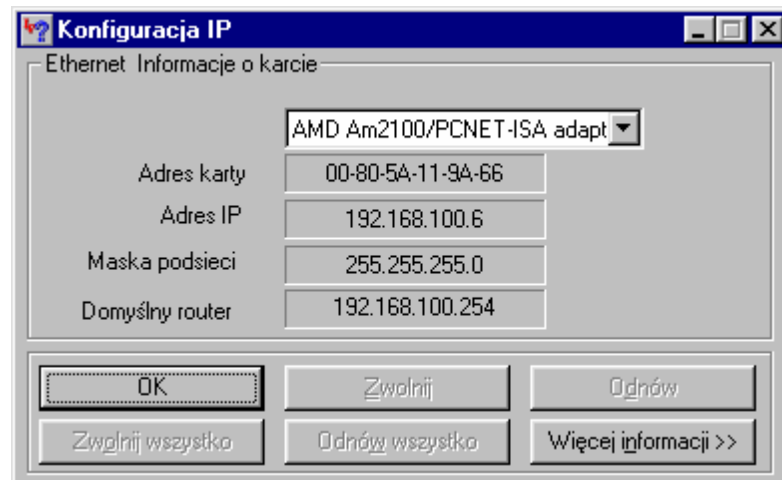 Konfiguracja IP
Ethernet Informacje o karcie
AMD Am2100/PCNET-ISA adapt
Adres karty 00-80-5A-11-9A-66
Adres IP 192.168.100.6
Maska podsieci 255.255.255.0
Domyślny router 192.168.100.254
OK Zwolnij Odnów
Zwolnij wszystko Odnów wszystko Więcej informacji >>